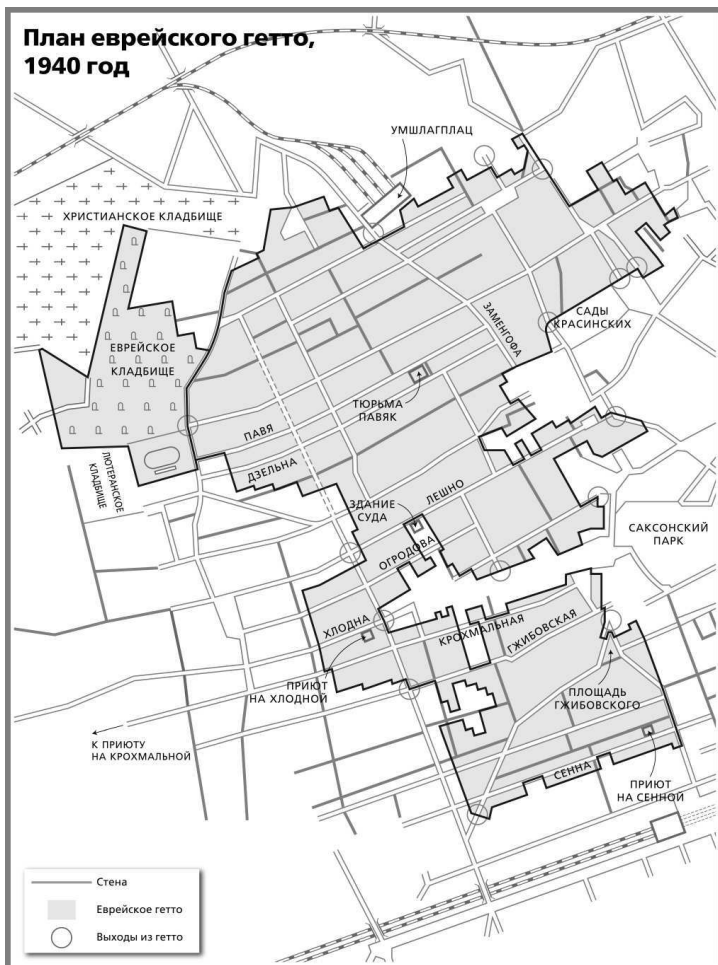 План еврейского гетто,
1940 год
УМШЛАГПЛАЦ
ХРИСТИАНСКОЕ КЛАДБИЩЕ
ЕВРЕЙСКОЕ
КЛАДБИЩЕ
ЗАМЕНГОФА
САДЫ
КРАСИНСКИХ
ТЮРЬМА
ПАВЯК
ПАВЯ
ДЗЕЛЬНА
ЛЮТЕРАНСКОЕ
КЛАДБИЩЕ
ЛЕШНО
ЗДАНИЕ
СУДА
ОГРОДОВА
САКСОНСКИЙ
ПАРК
ХЛОДНА
КРОХМАЛЬНАЯ
ГЖИБОВСКАЯ
ПРИЮТ
НА ХЛОДНОЙ
ПЛОЩАДЬ
ГЖИБОВСКОГО
К ПРИЮТУ
НА КРОХМАЛЬНОЙ
СЕННА
ПРИЮТ
НА СЕННОЙ
Стена
Еврейское гетто
Выходы из гетто